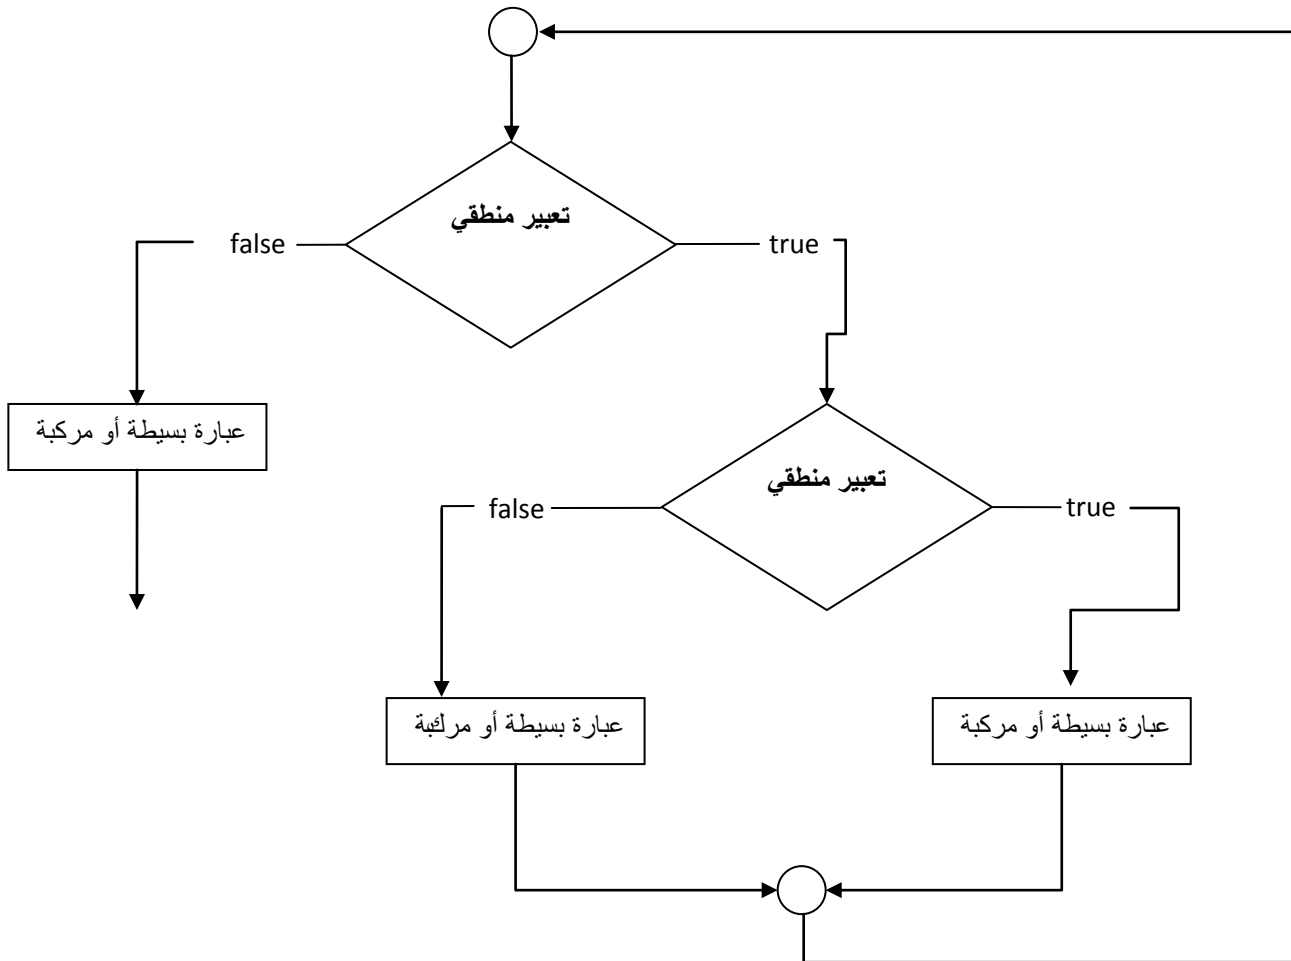 تعبير منطقي
false
true
عبارة بسيطة أو مركبة
تعبير منطقي
false
true
عبارة بسيطة أو مركبة
عبارة بسيطة أو مركبة